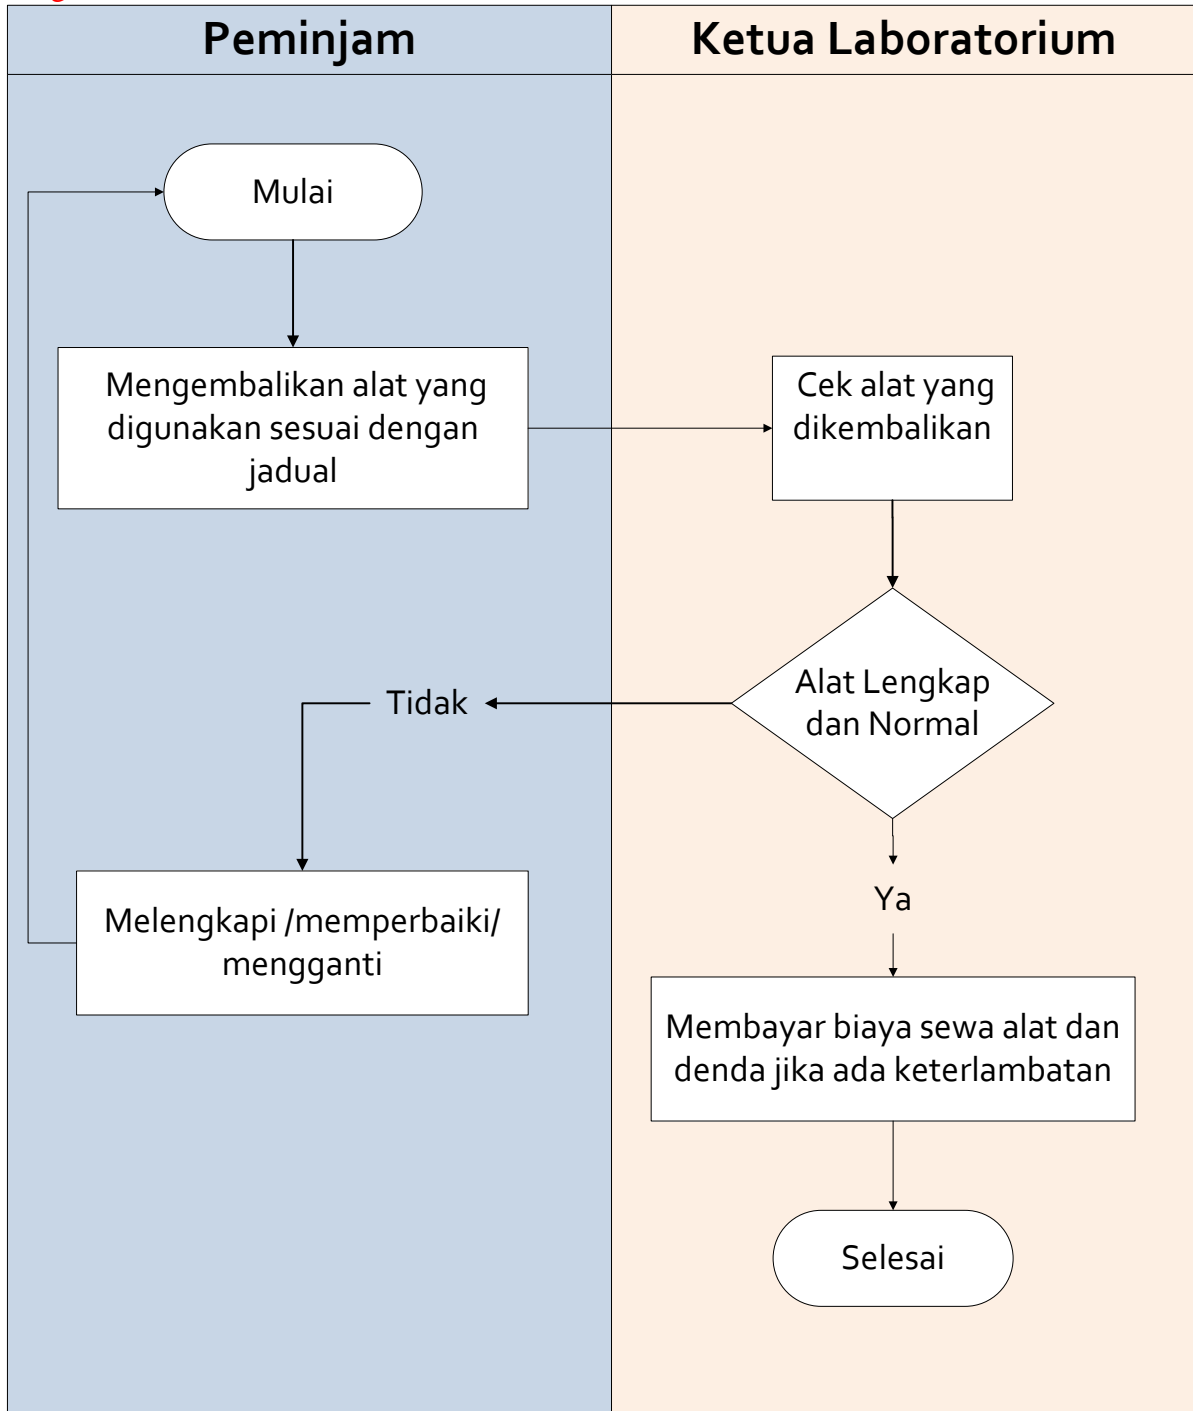 Peminjam
Ketua Laboratorium
Mulai
Mengembalikan alat yang
digunakan sesuai dengan
jadual
Cek alat yang
dikembalikan
Alat Lengkap
dan Normal
Tidak
Ya
Melengkapi /memperbaiki/
mengganti
Membayar biaya sewa alat dan
denda jika ada keterlambatan
Selesai